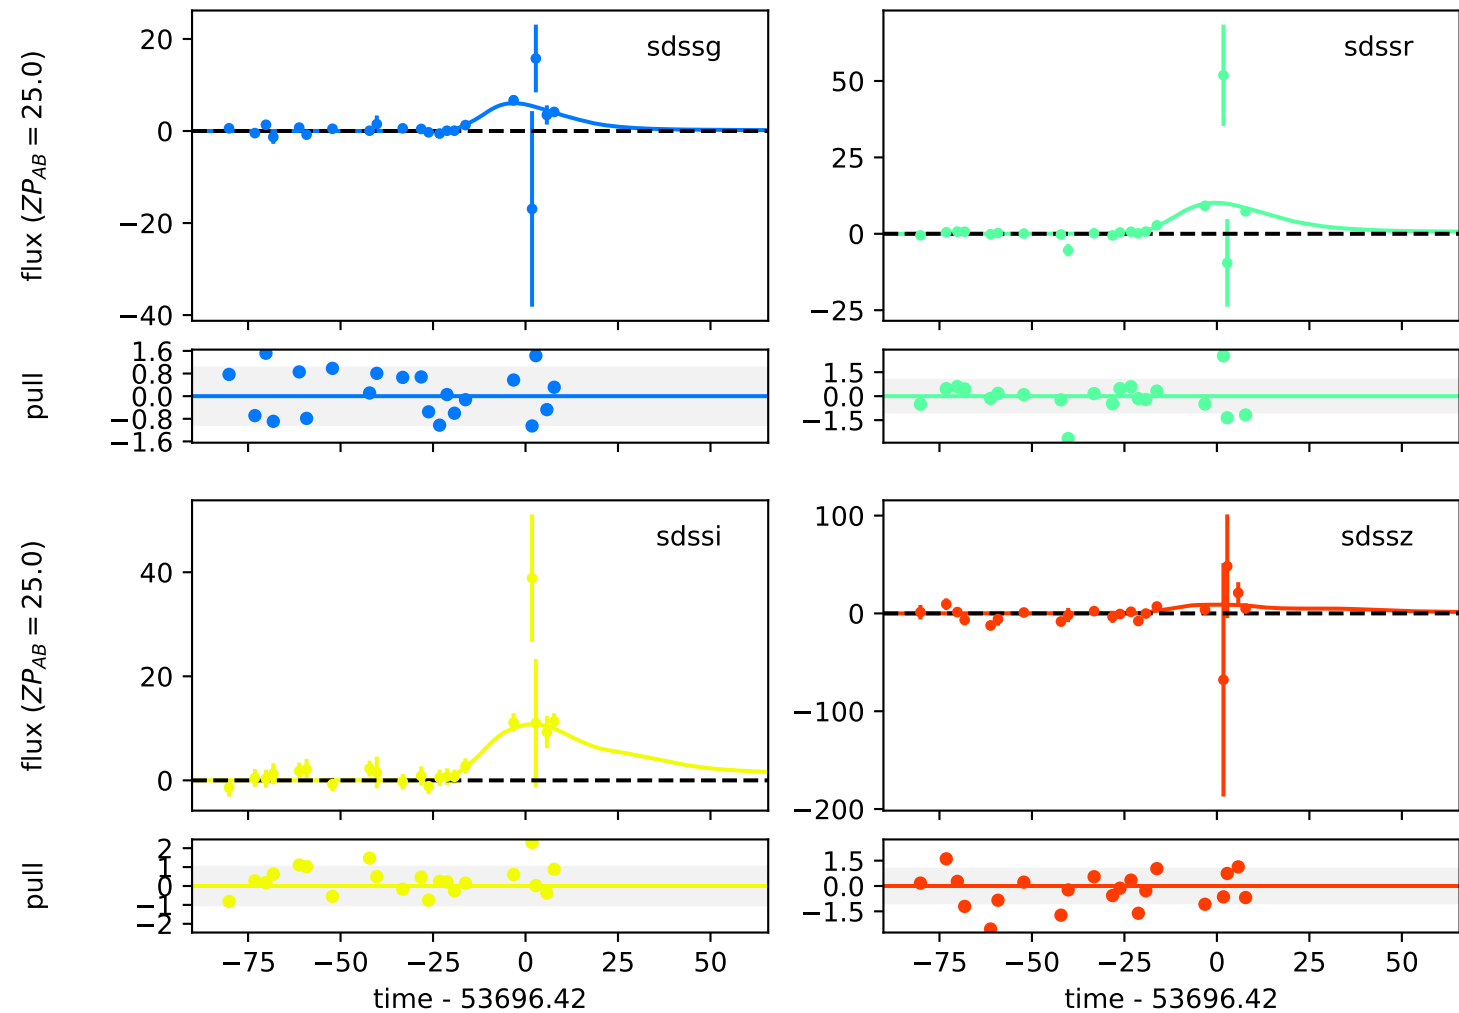 flux (ZP_AB = 25.0)
20
0
−20
−40
sdssg
50
25
0
−25
sdssr
pull
1.6
0.8
0.0
−0.8
−1.6
1.5
0.0
−1.5
flux (ZP_AB = 25.0)
40
20
0
sdssi
100
0
−100
−200
sdssz
pull
2
1
0
−1
−2
1.5
0.0
−1.5
−75 −50 −25 0 25 50
−75 −50 −25 0 25 50
time - 53696.42
time - 53696.42